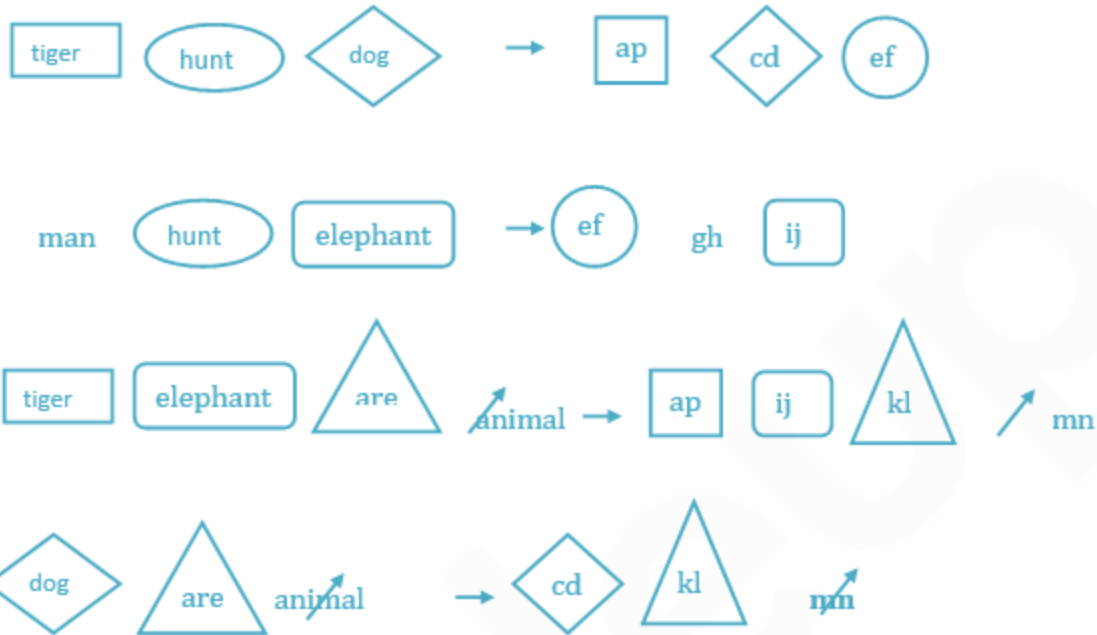 tiger hunt dog → ap cd ef
man hunt elephant → ef gh ij
tiger elephant are animal → ap ij kl mn
dog are animal → cd kl mn